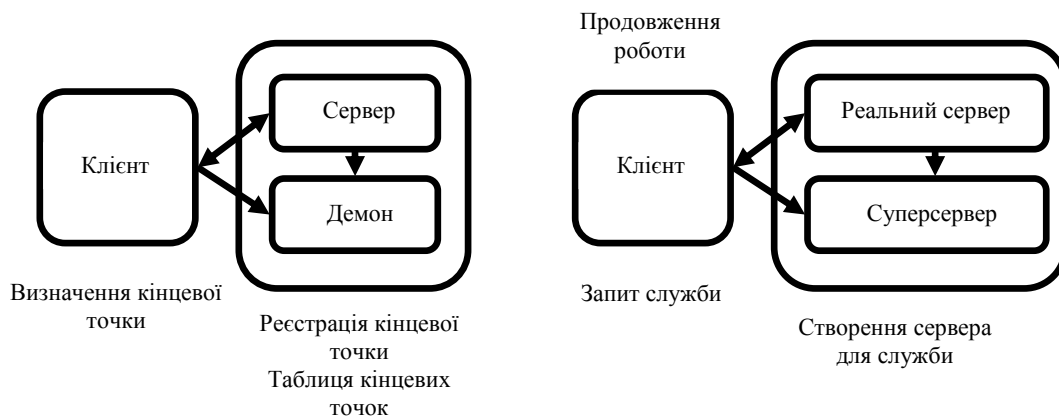 Сервер
Клієнт
Демон
Визначення кінцевої
точки
Реєстрація кінцевої
точки
Таблиця кінцевих
точок
Продовження
роботи
Реальний сервер
Клієнт
Суперсервер
Запит служби
Створення сервера
для служби